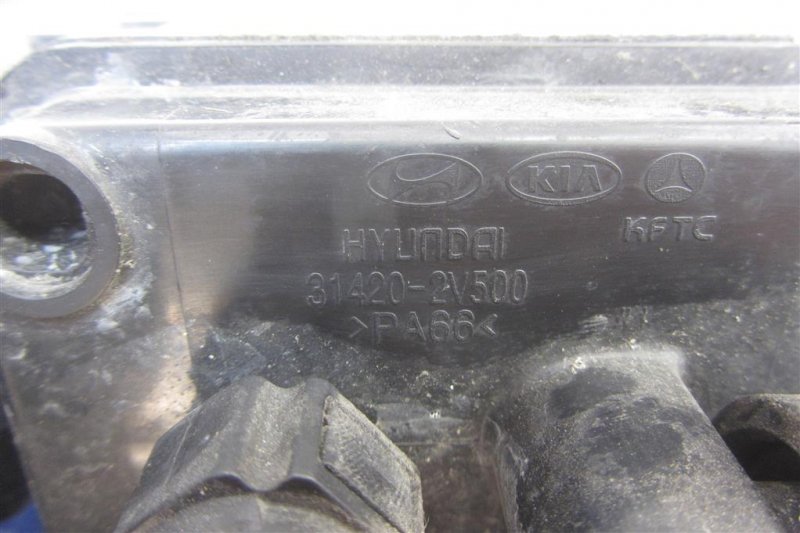 KIA
KFTC
HYUNDAI
31420-2V500
>PA66<